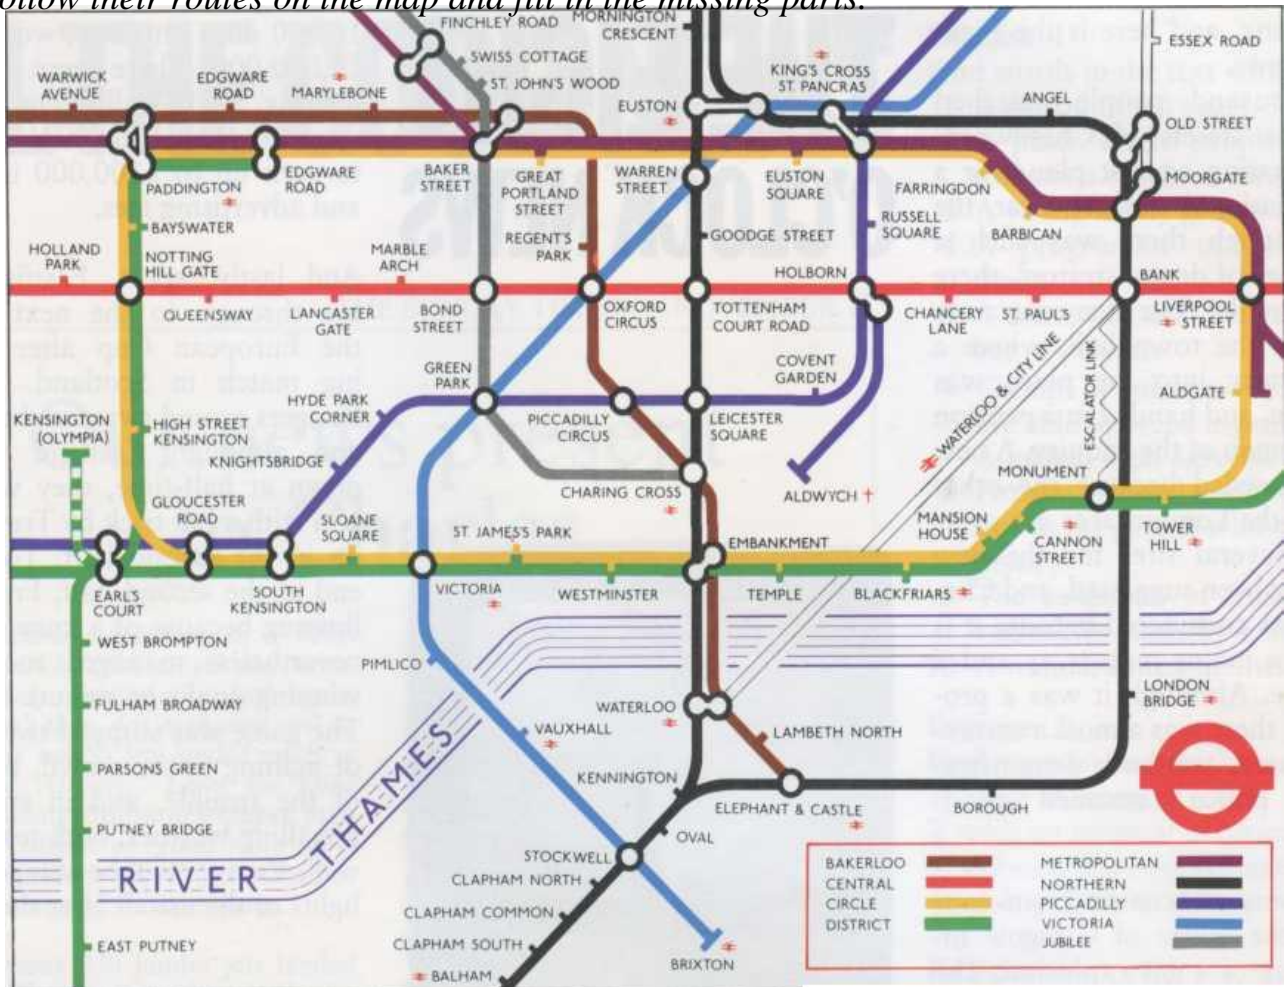 ollow their routes on the map and fill in the missing parts.
FINCHLEY ROAD
MORNINGTON
CRESCENT
SWISS COTTAGE
ST. JOHN'S WOOD
KING'S CROSS
ST. PANCRAS
ESSEX ROAD
WARWICK
AVENUE
EDGWARE
ROAD
MARYLEBONE
EUSTON
ANGEL
OLD STREET
PADDINGTON
EDGWARE
ROAD
BAKER
STREET
GREAT
PORTLAND
STREET
WARREN
STREET
EUSTON
SQUARE
FARRINGDON
MOORGATE
BAYSWATER
REGENT'S
PARK
GOODGE STREET
RUSSELL
SQUARE
BARBICAN
HOLLAND
PARK
NOTTING
HILL GATE
MARBLE
ARCH
HOLBORN
BANK
QUEENSWAY
LANCASTER
GATE
BOND
STREET
OXFORD
CIRCUS
TOTTENHAM
COURT ROAD
CHANCERY
LANE
ST. PAUL'S
LIVERPOOL
STREET
GREEN
PARK
COVENT
GARDEN
WATERLOO & CITY LINE
ESCALATOR LINK
ALDGATE
HYDE PARK
CORNER
KENSINGTON
(OLYMPIA)
HIGH STREET
KENSINGTON
PICCADILLY
CIRCUS
LEICESTER
SQUARE
KNIGHTSBRIDGE
CHARING CROSS
ALDWYCH †
MONUMENT
GLOUCESTER
ROAD
SLOANE
SQUARE
ST. JAMES'S PARK
EMBANKMENT
MANSION
HOUSE
CANNON
STREET
TOWER
HILL
EARL'S
COURT
SOUTH
KENSINGTON
VICTORIA
WESTMINSTER
TEMPLE
BLACKFRIARS
WEST BROMPTON
PIMLICO
FULHAM BROADWAY
WATERLOO
LONDON
BRIDGE
VAUXHALL
LAMBETH NORTH
PARSONS GREEN
KENNINGTON
ELEPHANT & CASTLE
BOROUGH
PUTNEY BRIDGE
OVAL
RIVER THAMES
STOCKWELL
CLAPHAM NORTH
CLAPHAM COMMON
CLAPHAM SOUTH
BALHAM
EAST PUTNEY
BRIXTON
BAKERLOO
CENTRAL
CIRCLE
DISTRICT
METROPOLITAN
NORTHERN
PICCADILLY
VICTORIA
JUBILEE